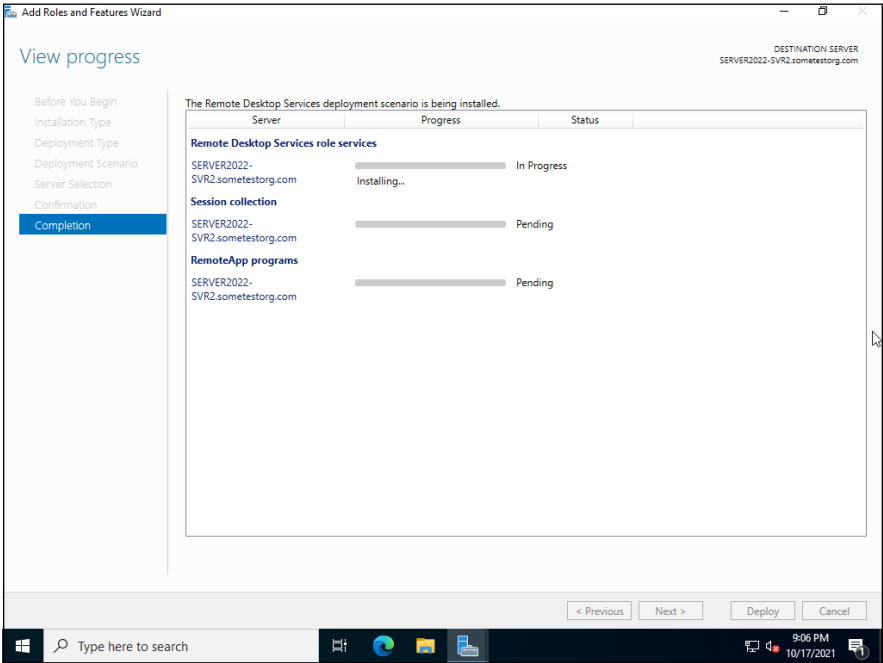 Add Roles and Features Wizard
View progress
DESTINATION SERVER
SERVER2022-SVR2.sometestorg.com
Before You Begin
Installation Type
Deployment Type
Deployment Scenario
Server Selection
Confirmation
Completion
The Remote Desktop Services deployment scenario is being installed.
Server Progress Status
Remote Desktop Services role services
SERVER2022-
SVR2.sometestorg.com
In Progress
Installing...
Session collection
SERVER2022-
SVR2.sometestorg.com
Pending
RemoteApp programs
SERVER2022-
SVR2.sometestorg.com
Pending
< Previous Next > Deploy Cancel
Type here to search
9:06 PM
10/17/2021
1